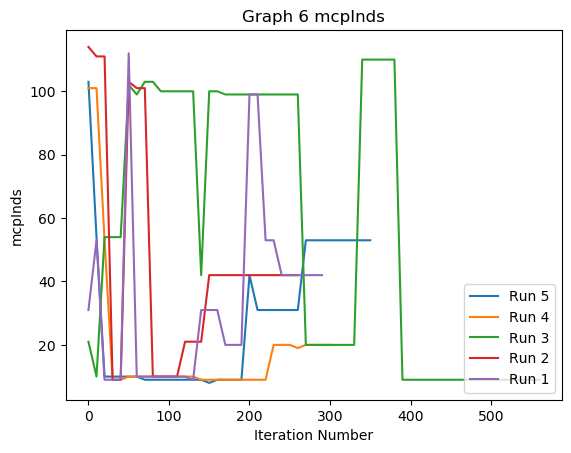 Graph 6 mcpInds
mcpInds
100
80
60
40
20
0
100
200
300
400
500
Iteration Number
Run 5
Run 4
Run 3
Run 2
Run 1